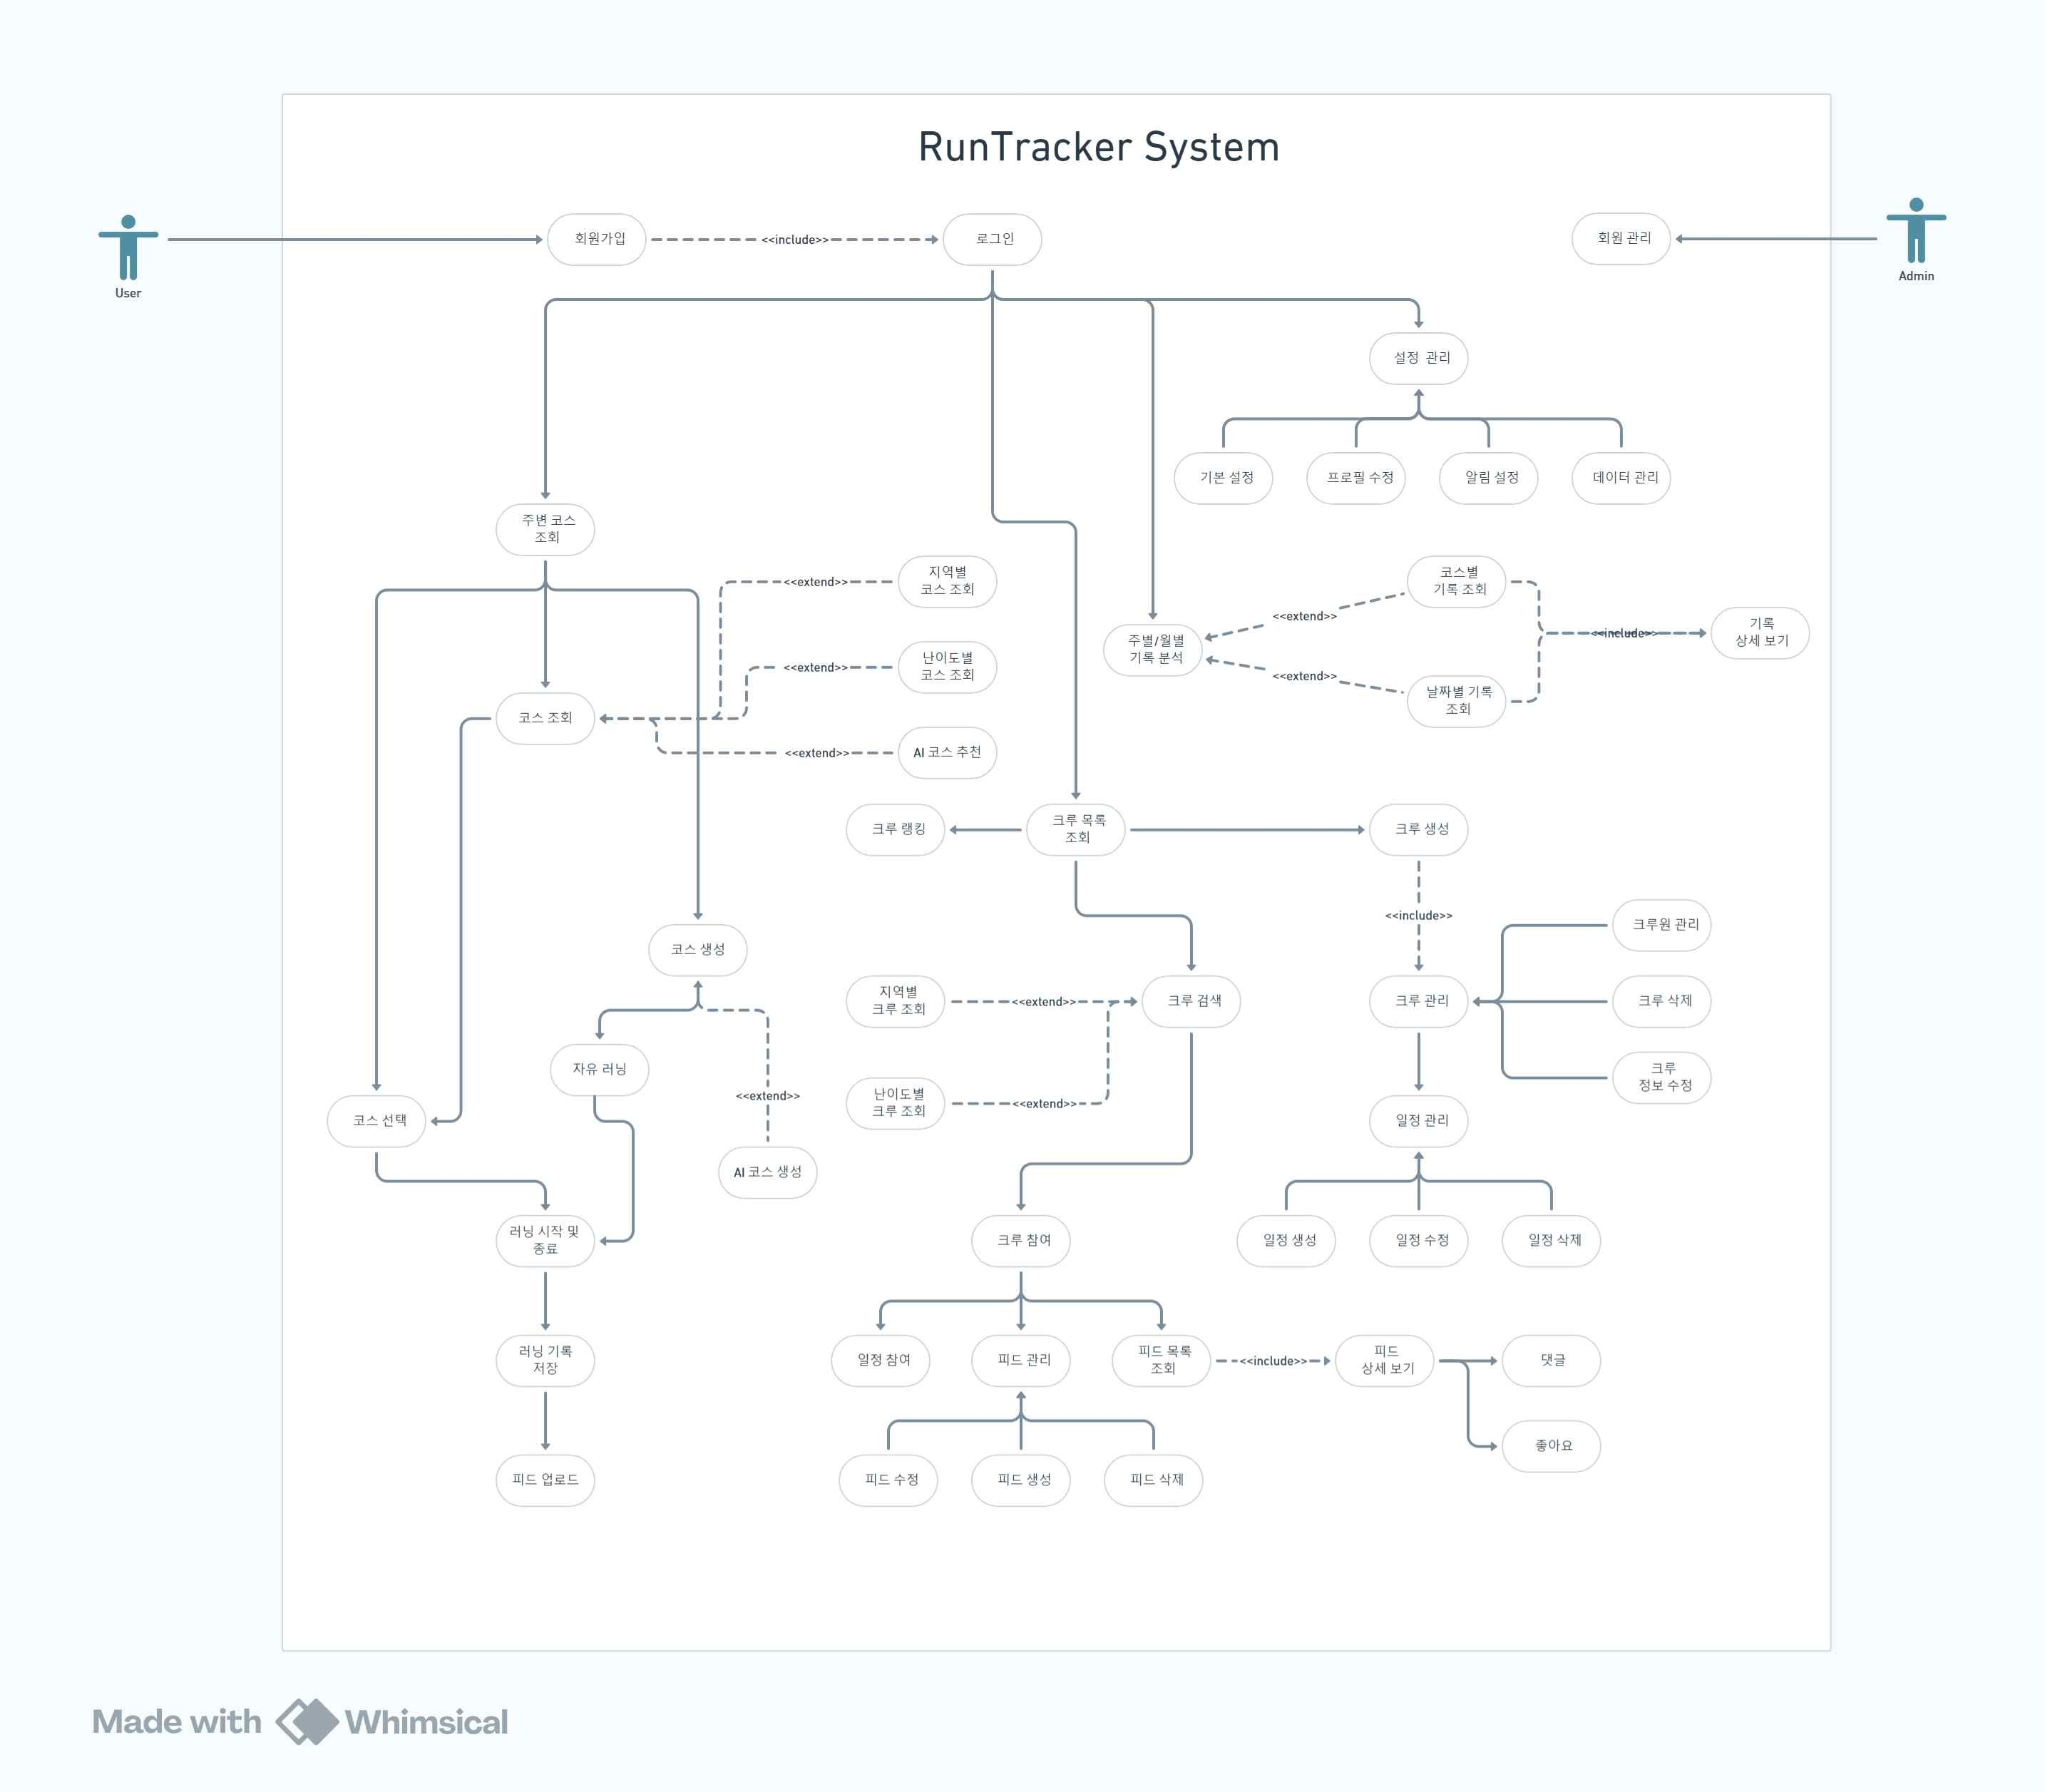 RunTracker System
User
회원가입
<<include>>
로그인
회원 관리
Admin
설정 관리
기본 설정
프로필 수정
알림 설정
데이터 관리
주변 코스
조회
지역별
코스 조회
<<extend>>
난이도별
코스 조회
<<extend>>
코스 조회
AI 코스 추천
<<extend>>
주별/월별
기록 분석
<<extend>>
<<extend>>
코스별
기록 조회
날짜별 기록
조회
<<include>>
기록
상세 보기
크루 랭킹
크루 목록
조회
크루 생성
<<include>>
크루원 관리
코스 생성
지역별
크루 조회
<<extend>>
크루 검색
크루 관리
크루 삭제
자유 러닝
크루
정보 수정
<<extend>>
난이도별
크루 조회
<<extend>>
코스 선택
일정 관리
AI 코스 생성
러닝 시작 및
종료
크루 참여
일정 생성
일정 수정
일정 삭제
러닝 기록
저장
일정 참여
피드 관리
피드 목록
조회
<<include>>
피드
상세 보기
댓글
좋아요
피드 업로드
피드 수정
피드 생성
피드 삭제
Made with Whimsical